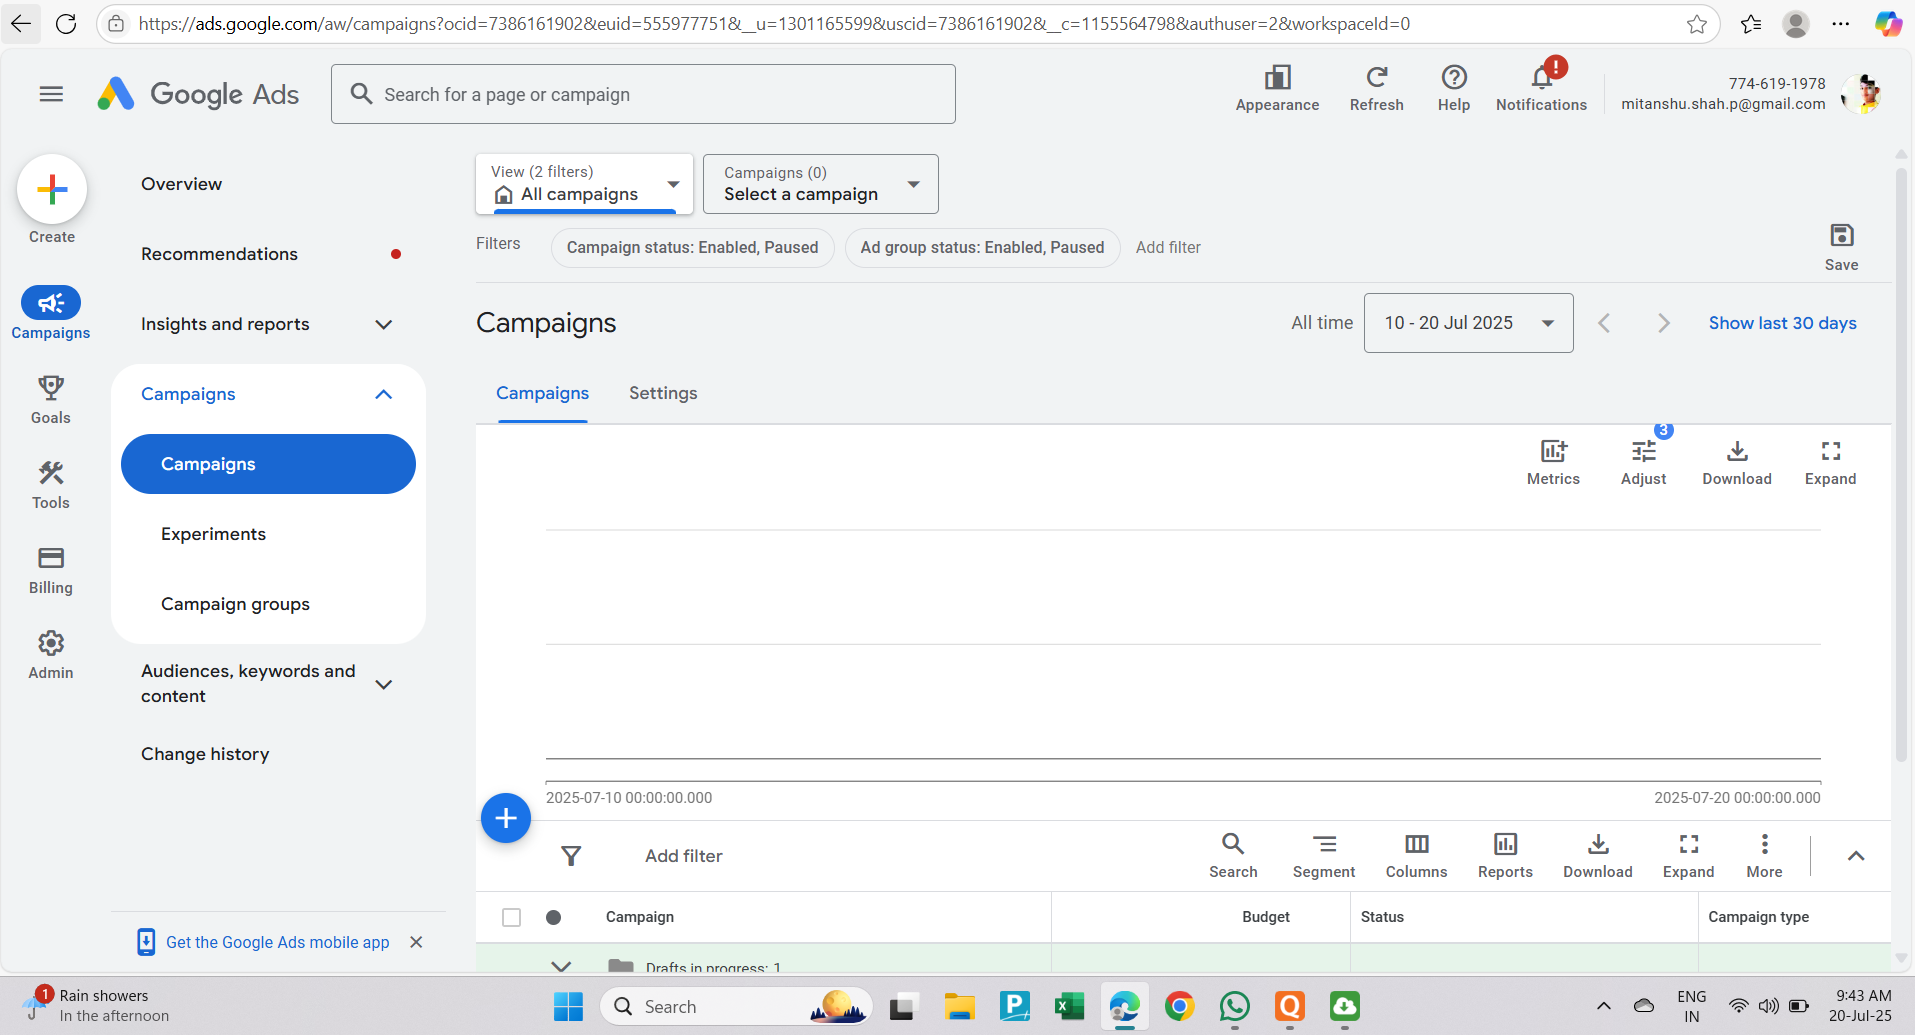 https://ads.google.com/aw/campaigns?ocid=7386161902&euid=555977751&__u=1301165599&uscid=7386161902&__c=1155564798&authuser=2&workspaceId=0
Google Ads
Search for a page or campaign
Appearance
Refresh
Help
!
Notifications
774-619-1978
mitanshu.shah.p@gmail.com
Create
Campaigns
Goals
Tools
Billing
Admin
Overview
Recommendations
Insights and reports
Campaigns
Campaigns
Experiments
Campaign groups
Audiences, keywords and
content
Change history
Get the Google Ads mobile app
View (2 filters)
All campaigns
Campaigns (0)
Select a campaign
Filters
Campaign status: Enabled, Paused
Ad group status: Enabled, Paused
Add filter
Save
Campaigns
All time
10 - 20 Jul 2025
Show last 30 days
Campaigns
Settings
Metrics
3
Adjust
Download
Expand
2025-07-10 00:00:00.000
2025-07-20 00:00:00.000
Add filter
Search
Segment
Columns
Reports
Download
Expand
More
Campaign
Budget
Status
Campaign type
Drafts in progress: 1
1
Rain showers
In the afternoon
Search
P
X
Q
ENG
IN
9:43 AM
20-Jul-25